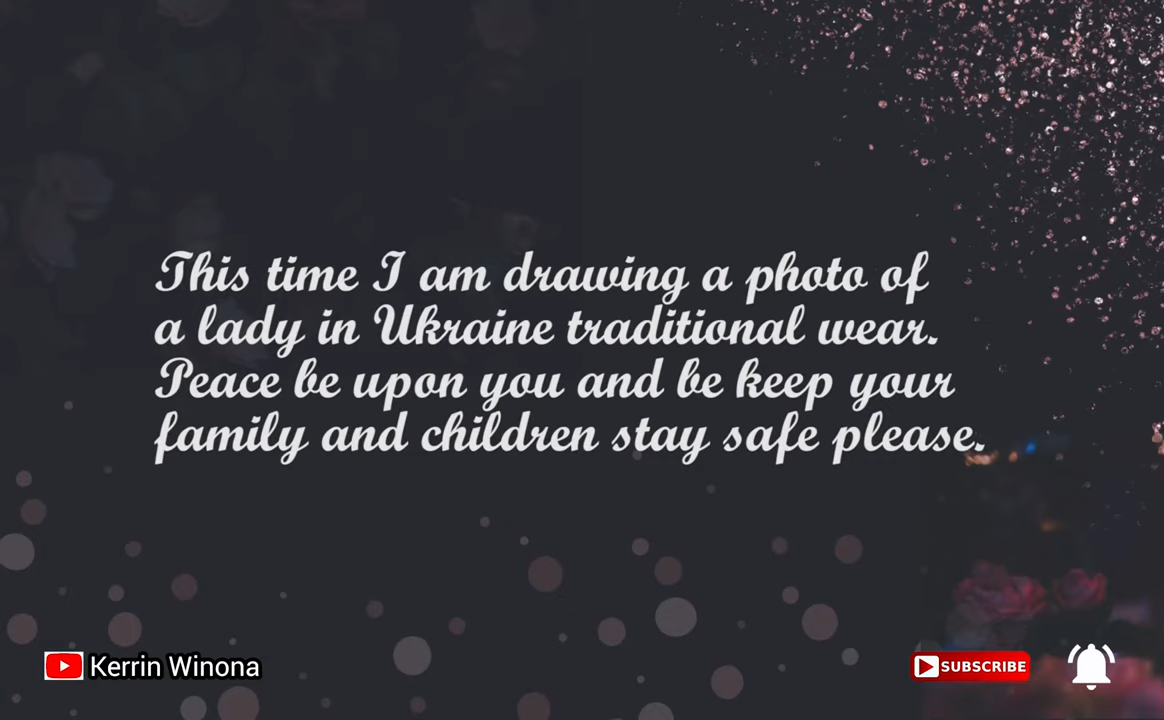 This time I am drawing a photo of
a lady in Ukraine traditional wear.
Peace be upon you and be keep your
family and children stay safe please.
Kerrin Winona
SUBSCRIBE